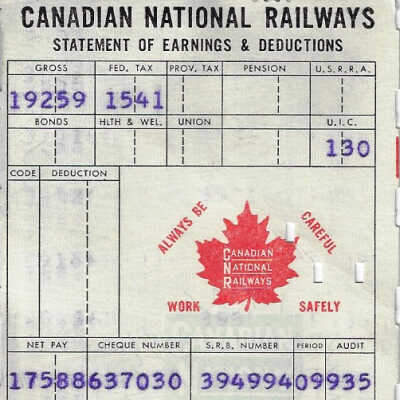 CANADIAN NATIONAL RAILWAYS
STATEMENT OF EARNINGS & DEDUCTIONS
GROSS FED. TAX PROV. TAX PENSION U.S.R.R.A.
19259 1541
BONDS HLTH & WEL. UNION U.I.C.
130
CODE DEDUCTION
ALWAYS BE CAREFUL
CANADIAN
NATIONAL
RAILWAYS
WORK SAFELY
NET PAY CHEQUE NUMBER S.R.B. NUMBER PERIOD AUDIT
17588637030 39499409935